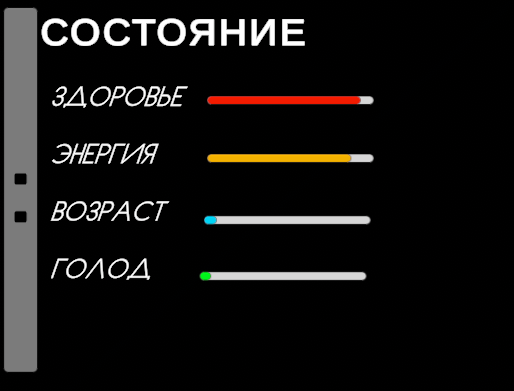 СОСТОЯНИЕ
ЗДОРОВЬЕ
ЭНЕРГИЯ
ВОЗРАСТ
ГОЛОД